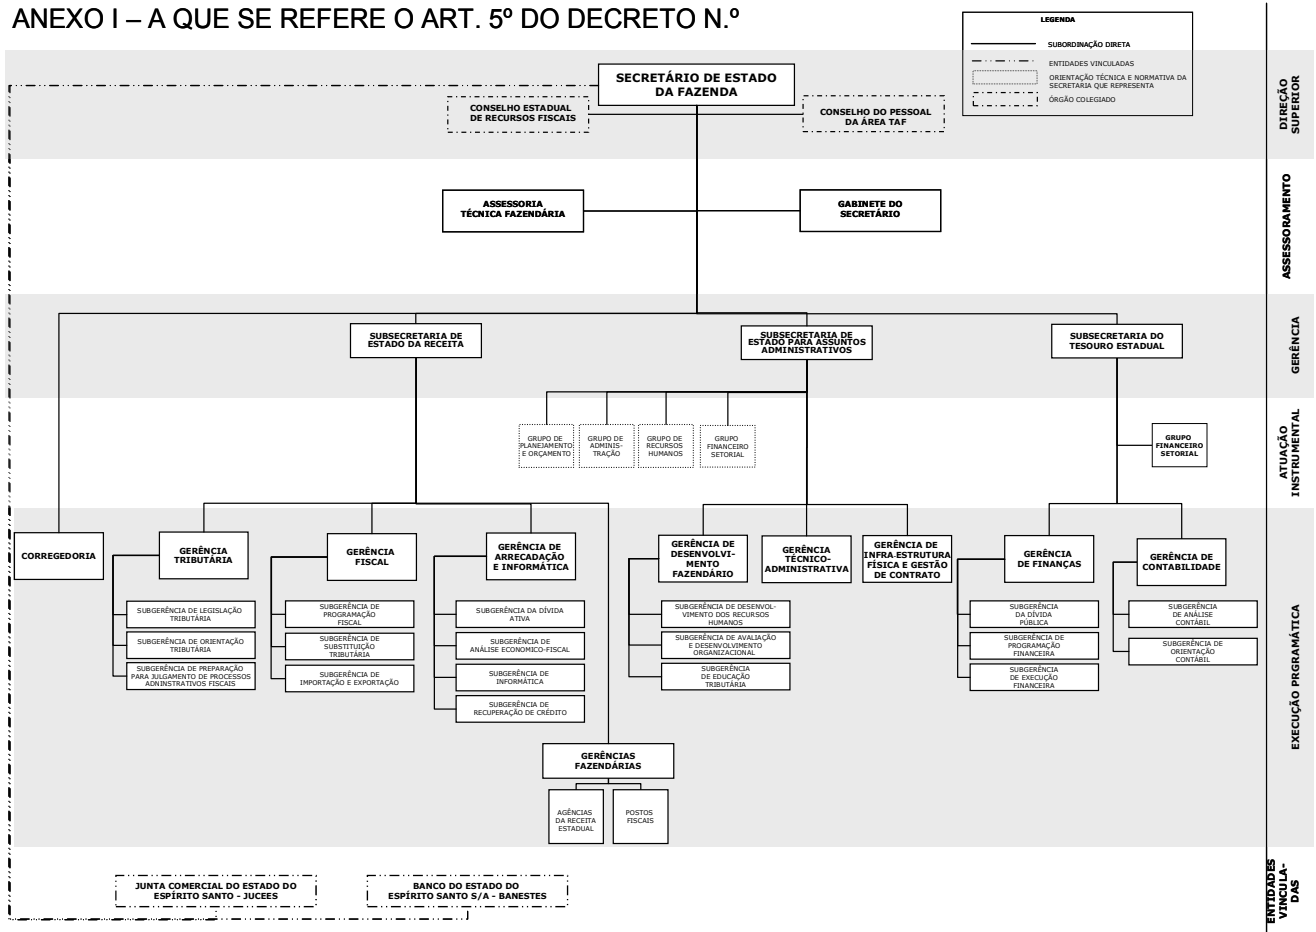 ANEXO I – A QUE SE REFERE O ART. 5º DO DECRETO N.º
LEGENDA
SUBORDINAÇÃO DIRETA
ENTIDADES VINCULADAS
ORIENTAÇÃO TÉCNICA E NORMATIVA DA
SECRETARIA QUE REPRESENTA
ÓRGÃO COLEGIADO
DIREÇÃO
SUPERIOR
SECRETÁRIO DE ESTADO
DA FAZENDA
CONSELHO ESTADUAL
DE RECURSOS FISCAIS
CONSELHO DO PESSOAL
DA ÁREA TAF
ASSESSORAMENTO
ASSESSORIA
TÉCNICA FAZENDÁRIA
GABINETE DO
SECRETÁRIO
GERÊNCIA
SUBSECRETARIA DE
ESTADO DA RECEITA
SUBSECRETARIA DE
ESTADO PARA ASSUNTOS
ADMINISTRATIVOS
SUBSECRETARIA DO
TESOURO ESTADUAL
ATUAÇÃO
INSTRUMENTAL
GRUPO DE
PLANEJAMENTO
E ORÇAMENTO
GRUPO DE
ADMINIS-
TRAÇÃO
GRUPO DE
RECURSOS
HUMANOS
GRUPO
FINANCEIRO
SETORIAL
GRUPO
FINANCEIRO
SETORIAL
EXECUÇÃO PRGRAMÁTICA
CORREGEDORIA
GERÊNCIA
TRIBUTÁRIA
GERÊNCIA
FISCAL
GERÊNCIA DE
ARRECADAÇÃO
E INFORMÁTICA
GERÊNCIA DE
DESENVOLVI-
MENTO
FAZENDÁRIO
GERÊNCIA
TÉCNICO-
ADMINISTRATIVA
GERÊNCIA DE
INFRA-ESTRUTURA
FÍSICA E GESTÃO
DE CONTRATO
GERÊNCIA
DE FINANÇAS
GERÊNCIA DE
CONTABILIDADE
SUBGERÊNCIA DE LEGISLAÇÃO
TRIBUTÁRIA
SUBGERÊNCIA DE ORIENTAÇÃO
TRIBUTÁRIA
SUBGERÊNCIA DE PREPARAÇÃO
PARA JULGAMENTO DE PROCESSOS
ADNINSTRATIVOS FISCAIS
SUBGERÊNCIA DE
PROGRAMAÇÃO
FISCAL
SUBGERÊNCIA DE
SUBSTITUIÇÃO
TRIBUTÁRIA
SUBGERÊNCIA DE
IMPORTAÇÃO E EXPORTAÇÃO
SUBGERÊNCIA DA DÍVIDA
ATIVA
SUBGERÊNCIA DE
ANÁLISE ECONOMICO-FISCAL
SUBGERÊNCIA DE
INFORMÁTICA
SUBGERÊNCIA DE
RECUPERAÇÃO DE CRÉDITO
SUBGERÊNCIA DE DESENVOL-
VIMENTO DOS RECURSOS
HUMANOS
SUBGERÊNCIA DE AVALIAÇÃO
E DESENVOLVIMENTO
ORGANIZACIONAL
SUBGERÊNCIA
DE EDUCAÇÃO
TRIBUTÁRIA
SUBGERÊNCIA
DA DÍVIDA
PÚBLICA
SUBGERÊNCIA DE
PROGRAMAÇÃO
FINANCEIRA
SUBGERÊNCIA
DE EXECUÇÃO
FINANCEIRA
SUBGERÊNCIA
DE ANÁLISE
CONTÁBIL
SUBGERÊNCIA DE
ORIENTAÇÃO
CONTÁBIL
GERÊNCIAS
FAZENDÁRIAS
AGÊNCIAS
DA RECEITA
ESTADUAL
POSTOS
FISCAIS
ENTIDADES
VINCULA-
DAS
JUNTA COMERCIAL DO ESTADO DO
ESPÍRITO SANTO - JUCEES
BANCO DO ESTADO DO
ESPÍRITO SANTO S/A - BANESTES